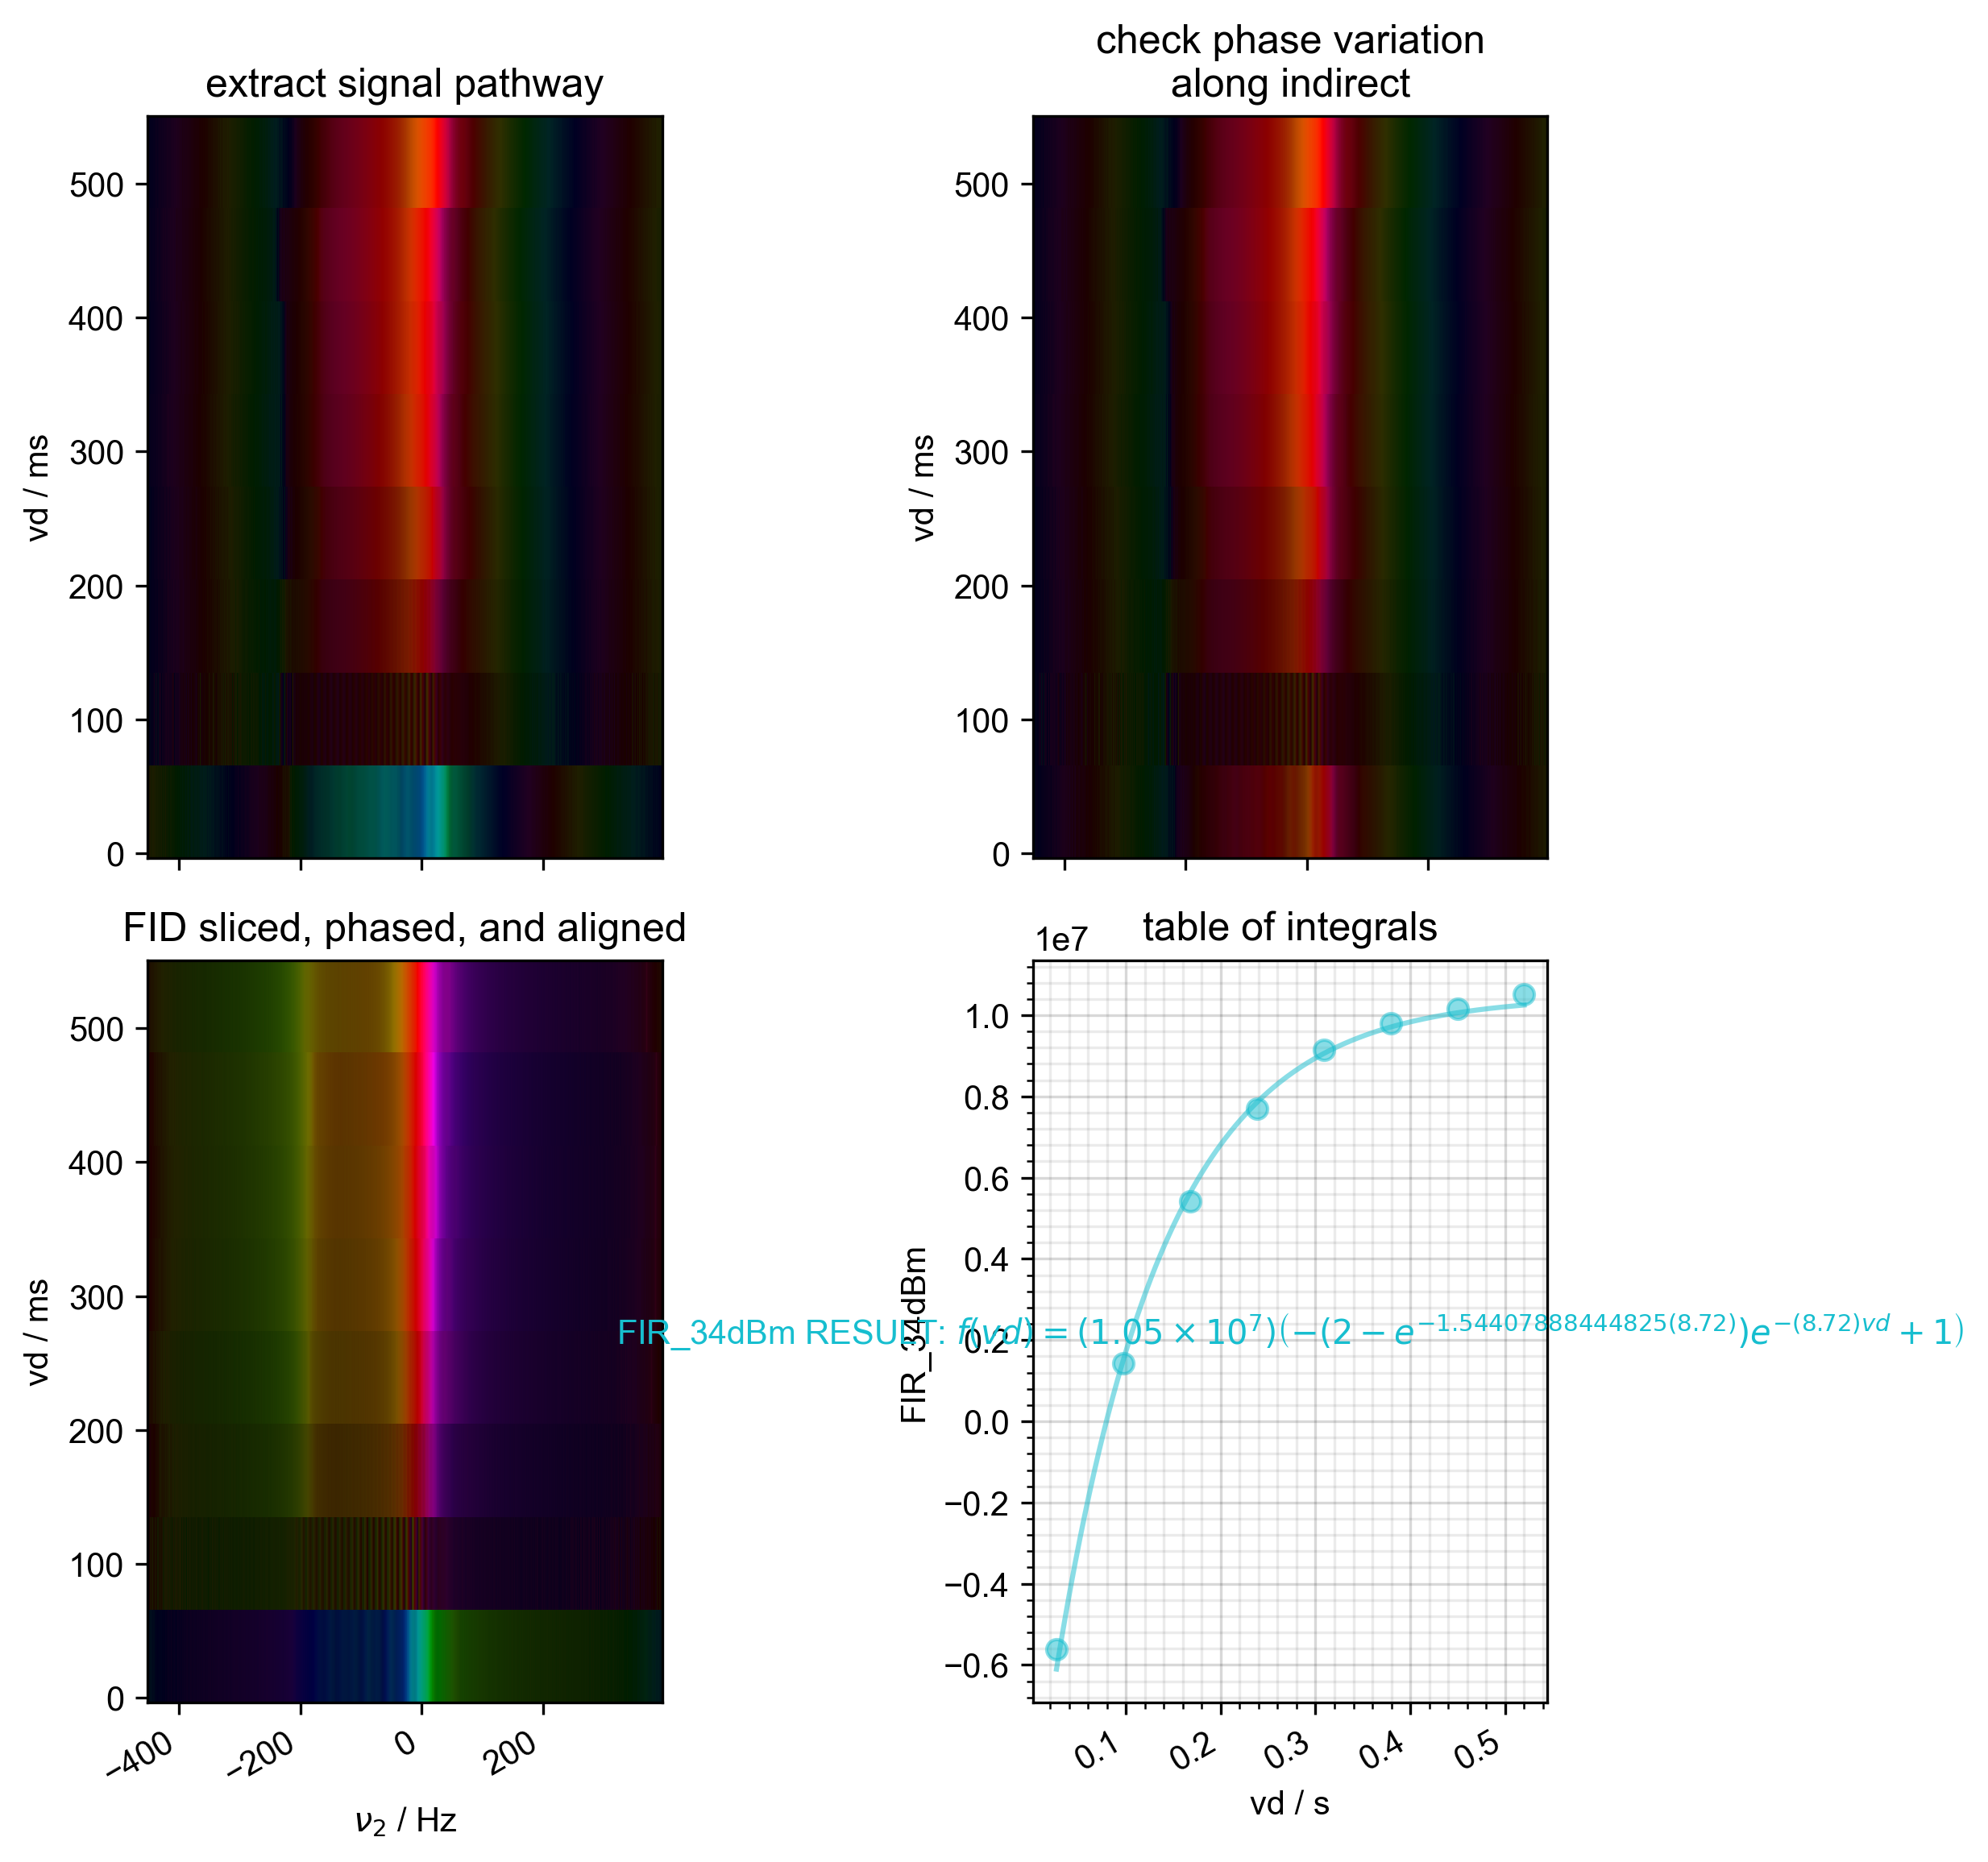 extract signal pathway
500
400
300
200
100
0
vd / ms
check phase variation
along indirect
500
400
300
200
100
0
vd / ms
FID sliced, phased, and aligned
500
400
300
200
100
0
vd / ms
−400
−200
0
200
ν₂ / Hz
table of integrals
1e7
1.0
0.8
0.6
0.4
0.2
0.0
−0.2
−0.4
−0.6
FIR_34dBm
FIR_34dBm RESULT: f(vd) = (1.05 × 10⁷)(−(2 − e^{−1.54407888444825(8.72)})e^{−(8.72)vd} + 1)
0.1
0.2
0.3
0.4
0.5
vd / s